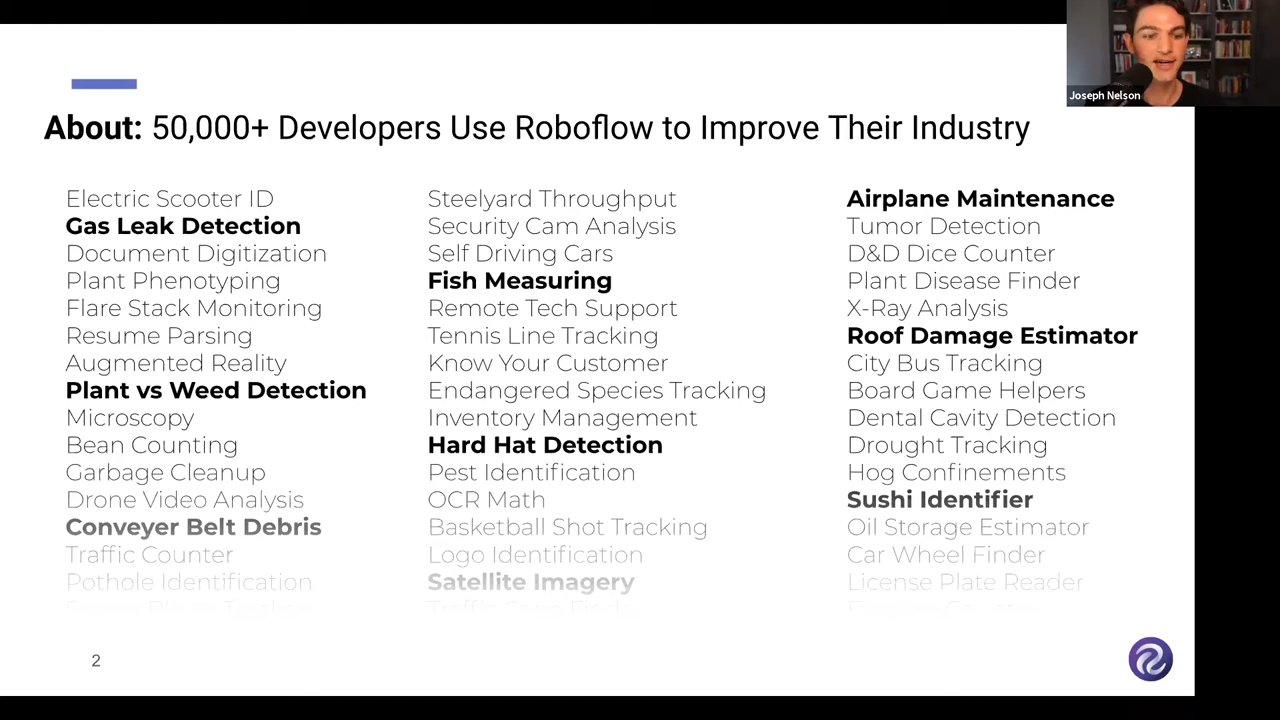 Joseph Nelson
About: 50,000+ Developers Use Roboflow to Improve Their Industry
Electric Scooter ID
Gas Leak Detection
Document Digitization
Plant Phenotyping
Flare Stack Monitoring
Resume Parsing
Augmented Reality
Plant vs Weed Detection
Microscopy
Bean Counting
Garbage Cleanup
Drone Video Analysis
Conveyer Belt Debris
Traffic Counter
Pothole Identification
Steelyard Throughput
Security Cam Analysis
Self Driving Cars
Fish Measuring
Remote Tech Support
Tennis Line Tracking
Know Your Customer
Endangered Species Tracking
Inventory Management
Hard Hat Detection
Pest Identification
OCR Math
Basketball Shot Tracking
Logo Identification
Satellite Imagery
Airplane Maintenance
Tumor Detection
D&D Dice Counter
Plant Disease Finder
X-Ray Analysis
Roof Damage Estimator
City Bus Tracking
Board Game Helpers
Dental Cavity Detection
Drought Tracking
Hog Confinements
Sushi Identifier
Oil Storage Estimator
Car Wheel Finder
License Plate Reader
2